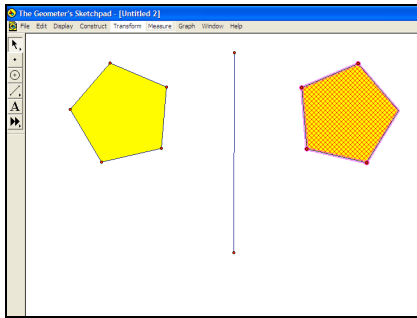 The Geometer's Sketchpad - [Untitled 2]
File Edit Display Construct Transform Measure Graph Window Help
A